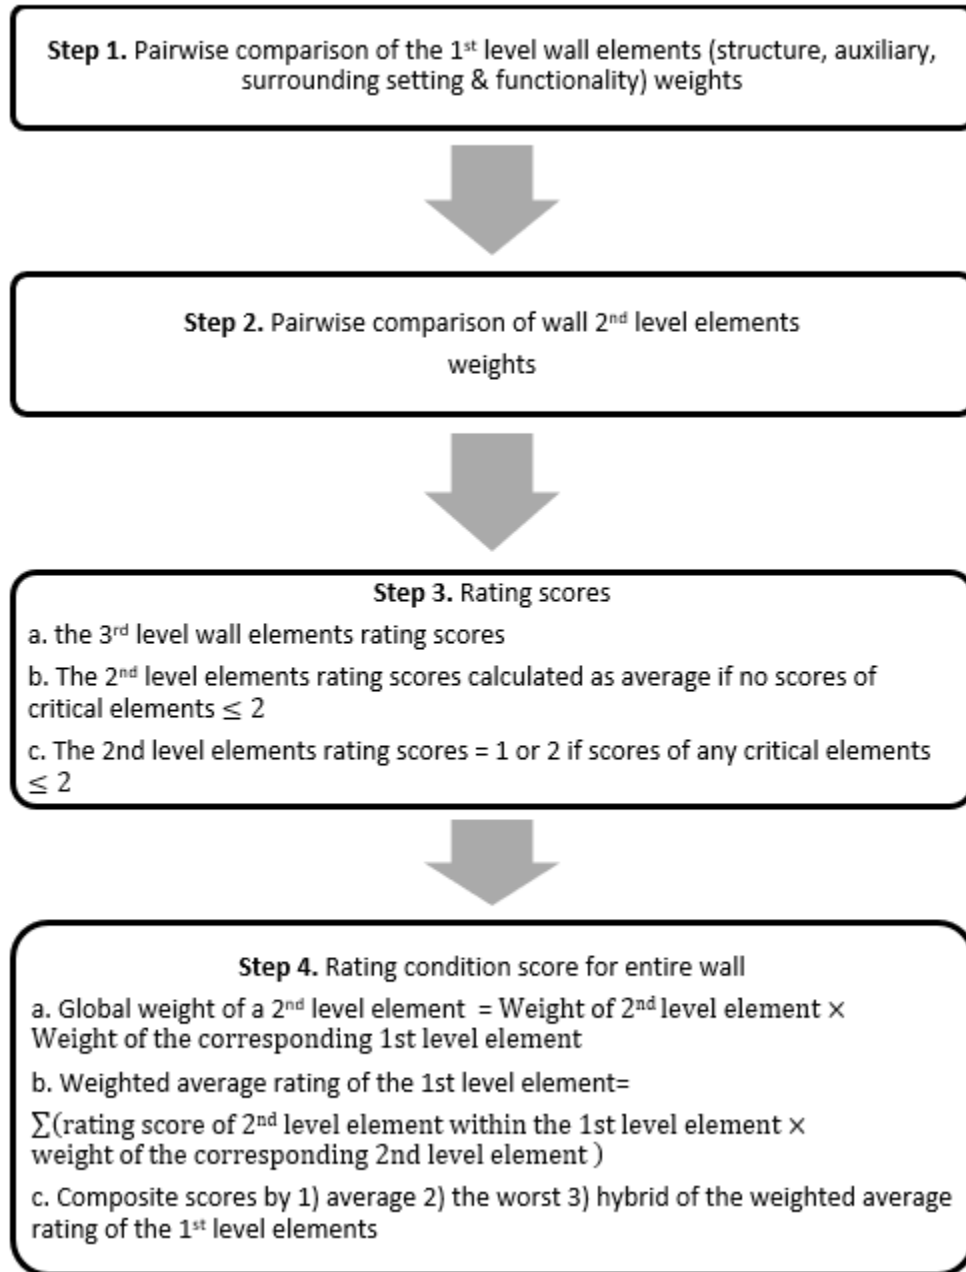 Step 1. Pairwise comparison of the 1st level wall elements (structure, auxiliary,
surrounding setting & functionality) weights
Step 2. Pairwise comparison of wall 2nd level elements
weights
Step 3. Rating scores
a. the 3rd level wall elements rating scores
b. The 2nd level elements rating scores calculated as average if no scores of
critical elements ≤ 2
c. The 2nd level elements rating scores = 1 or 2 if scores of any critical elements
≤ 2
Step 4. Rating condition score for entire wall
a. Global weight of a 2nd level element = Weight of 2nd level element ×
Weight of the corresponding 1st level element
b. Weighted average rating of the 1st level element=
∑(rating score of 2nd level element within the 1st level element ×
weight of the corresponding 2nd level element )
c. Composite scores by 1) average 2) the worst 3) hybrid of the weighted average
rating of the 1st level elements